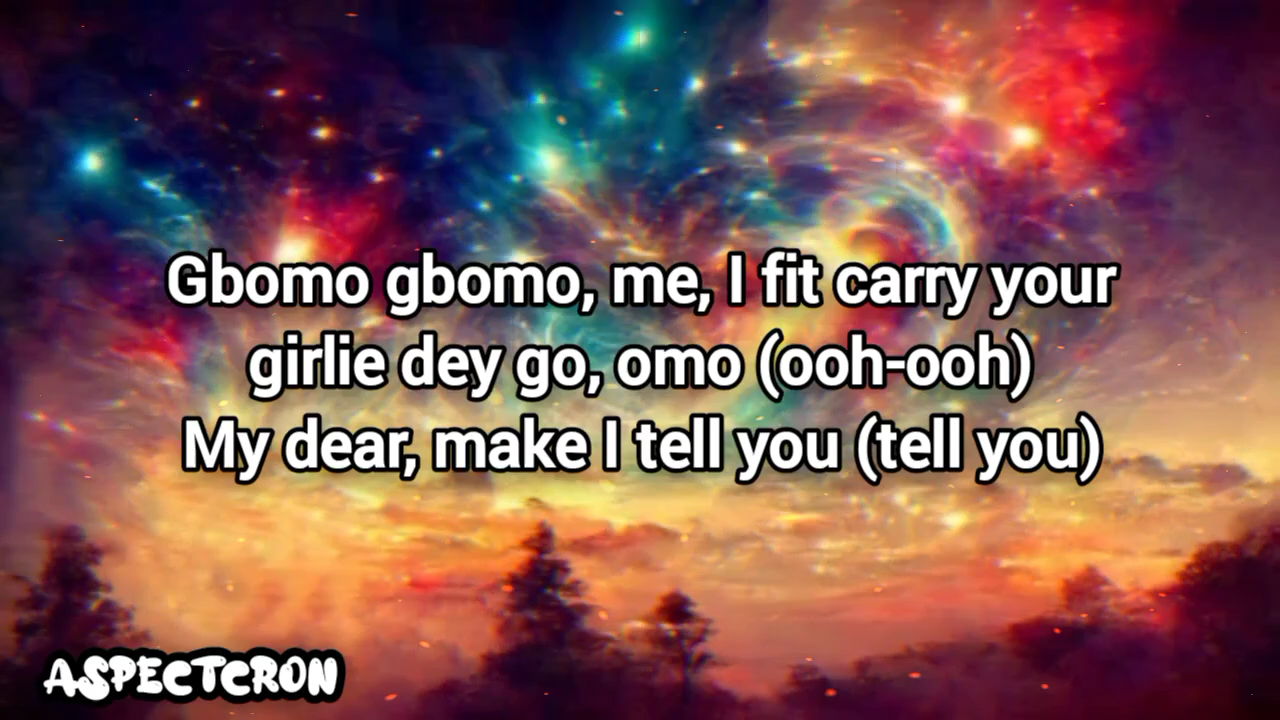 Gbomo gbomo, me, I fit carry your
girlie dey go, omo (ooh-ooh)
My dear, make I tell you (tell you)
ASPECTCRON